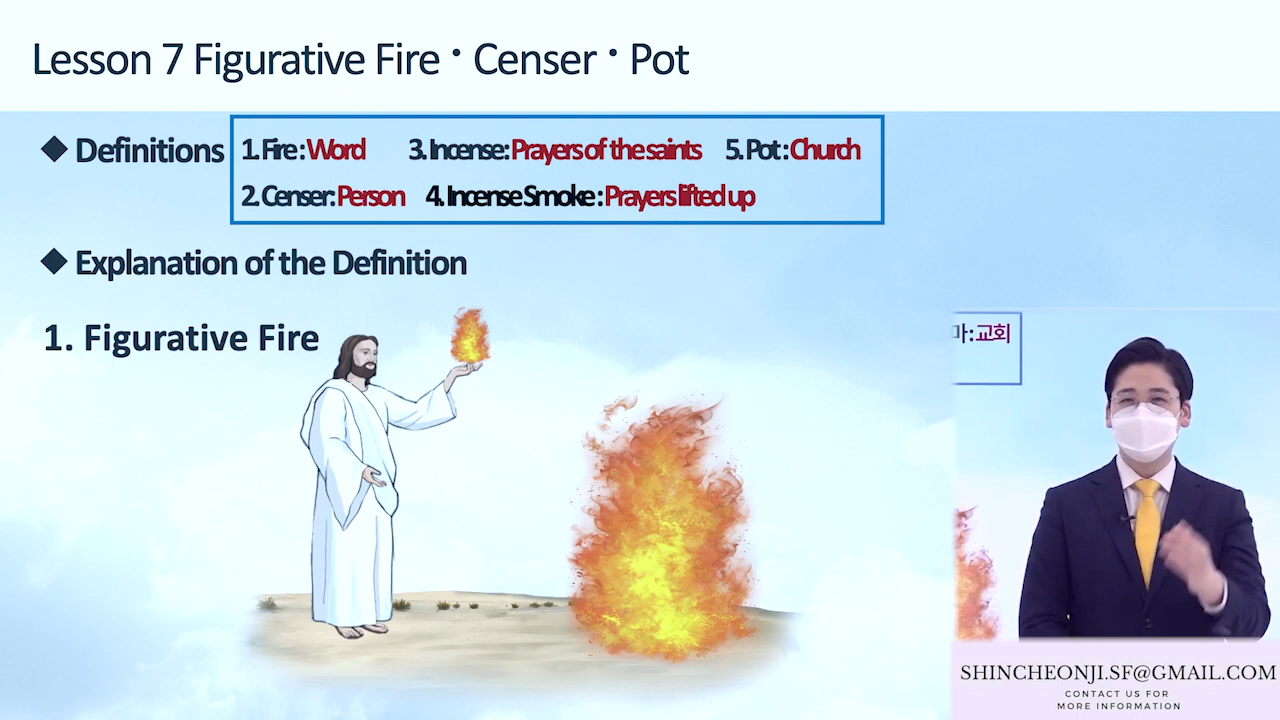 Lesson 7 Figurative Fire · Censer · Pot
◆ Definitions
1. Fire : Word 3. Incense : Prayers of the saints 5. Pot : Church
2. Censer : Person 4. Incense Smoke : Prayers lifted up
◆ Explanation of the Definition
1. Figurative Fire
마:교회
SHINCHEONJI.SF@GMAIL.COM
CONTACT US FOR
MORE INFORMATION